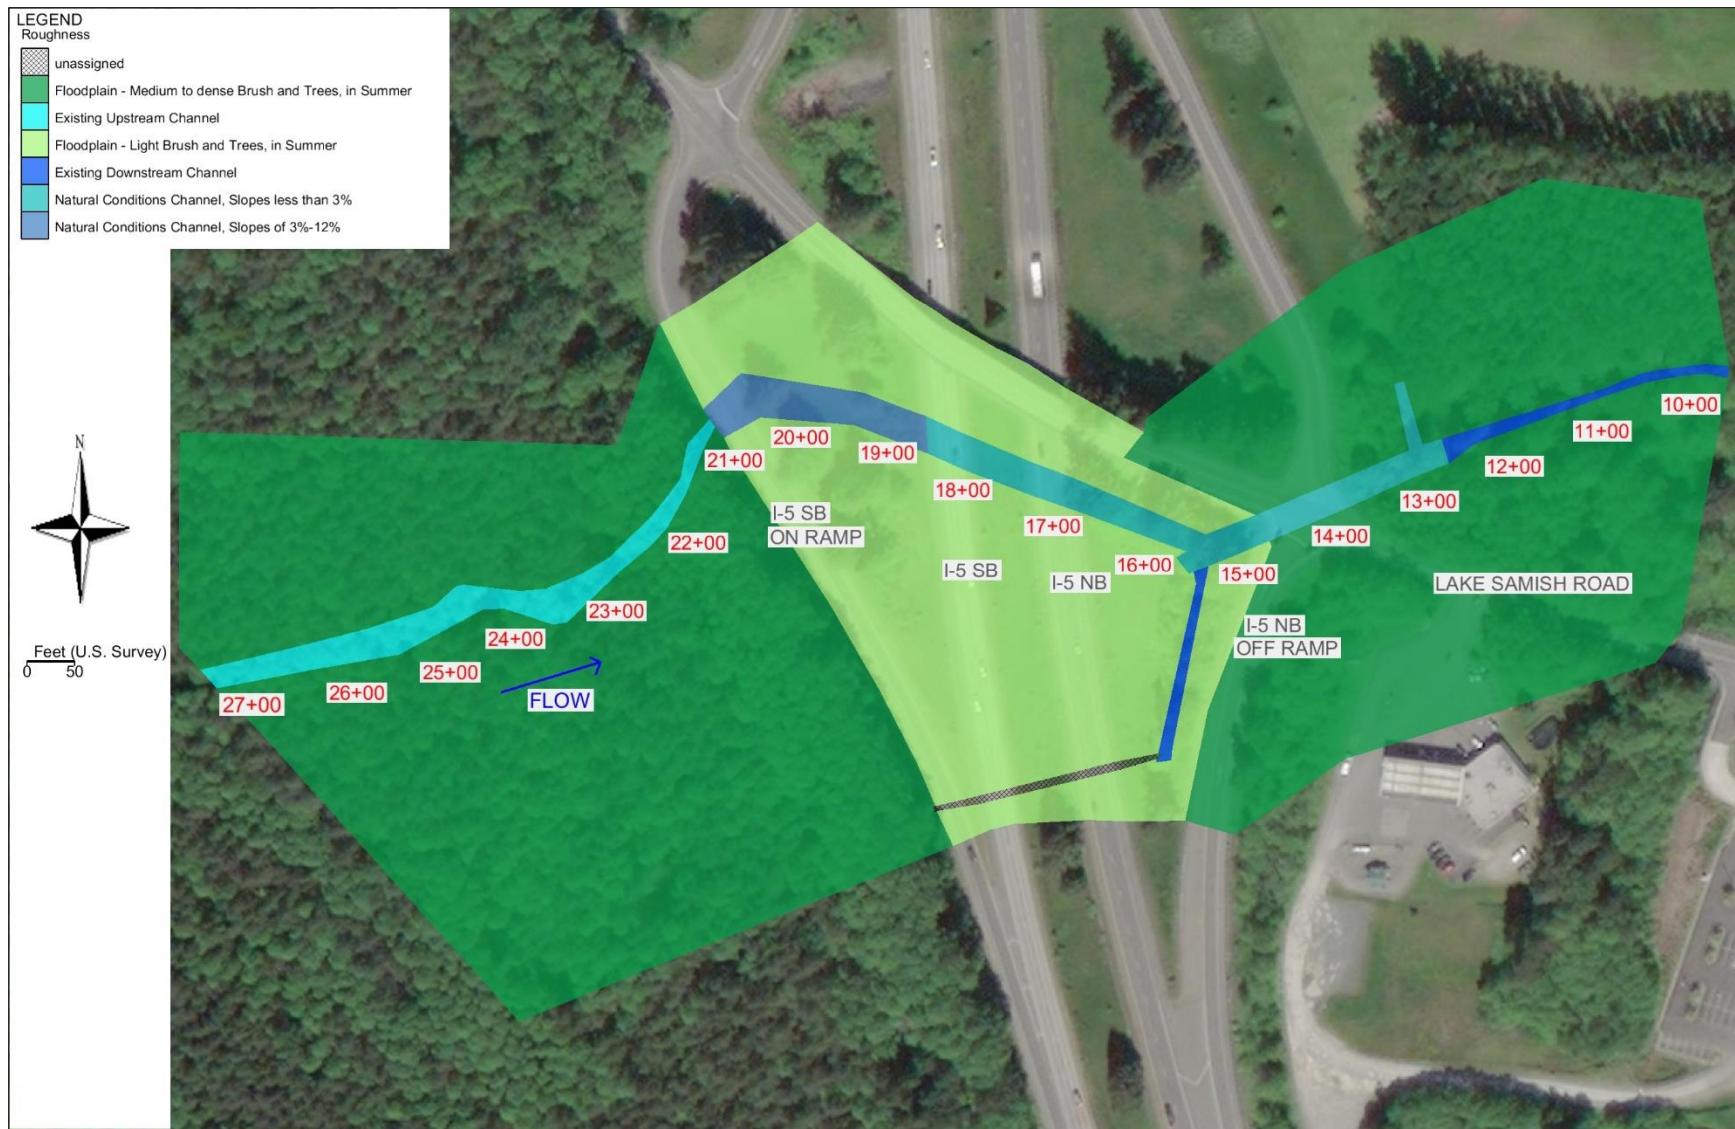 LEGEND
Roughness
unassigned
Floodplain - Medium to dense Brush and Trees, in Summer
Existing Upstream Channel
Floodplain - Light Brush and Trees, in Summer
Existing Downstream Channel
Natural Conditions Channel, Slopes less than 3%
Natural Conditions Channel, Slopes of 3%-12%
N
Feet (U.S. Survey)
0 50
27+00
26+00
25+00
24+00
23+00
22+00
21+00
20+00
19+00
18+00
17+00
16+00
15+00
14+00
13+00
12+00
11+00
10+00
FLOW
I-5 SB
ON RAMP
I-5 SB
I-5 NB
I-5 NB
OFF RAMP
LAKE SAMISH ROAD